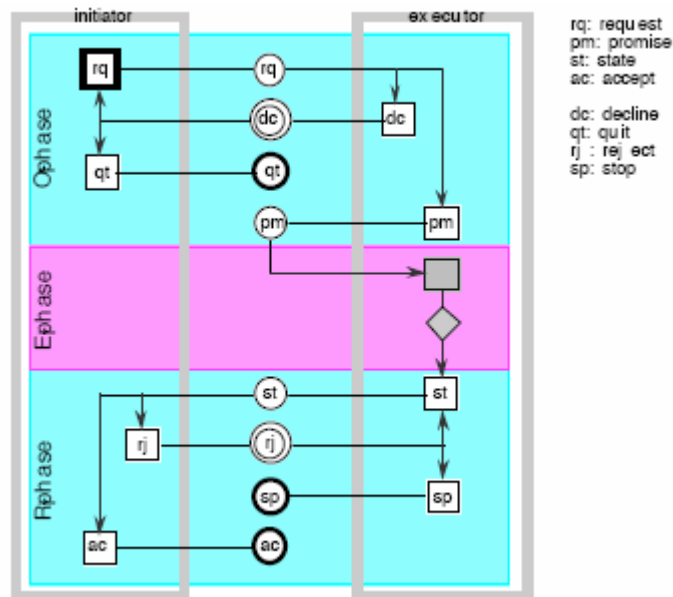 initiator
executor
rq
rq
dc
dc
qt
qt
pm
pm
Ophase
Ephase
st
st
rj
rj
sp
sp
ac
ac
Rphase
rq: request
pm: promise
st: state
ac: accept
dc: decline
qt: quit
rj : reject
sp: stop